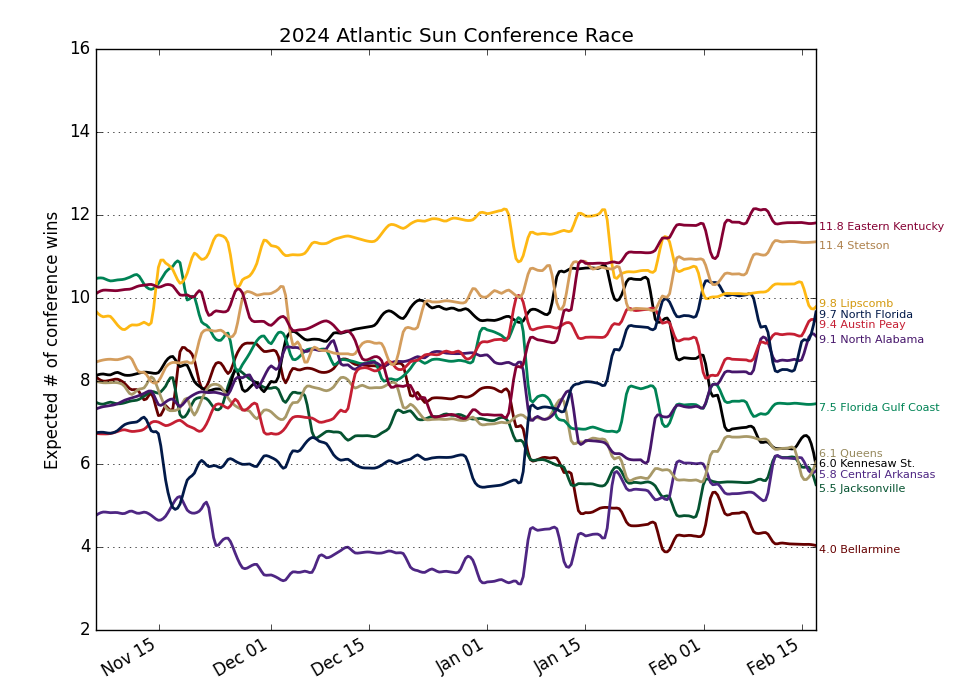 2024 Atlantic Sun Conference Race
Expected # of conference wins
16
14
12
10
8
6
4
2
11.8 Eastern Kentucky
11.4 Stetson
9.8 Lipscomb
9.7 North Florida
9.4 Austin Peay
9.1 North Alabama
7.5 Florida Gulf Coast
6.1 Queens
6.0 Kennesaw St.
5.8 Central Arkansas
5.5 Jacksonville
4.0 Bellarmine
Nov 15
Dec 01
Dec 15
Jan 01
Jan 15
Feb 01
Feb 15